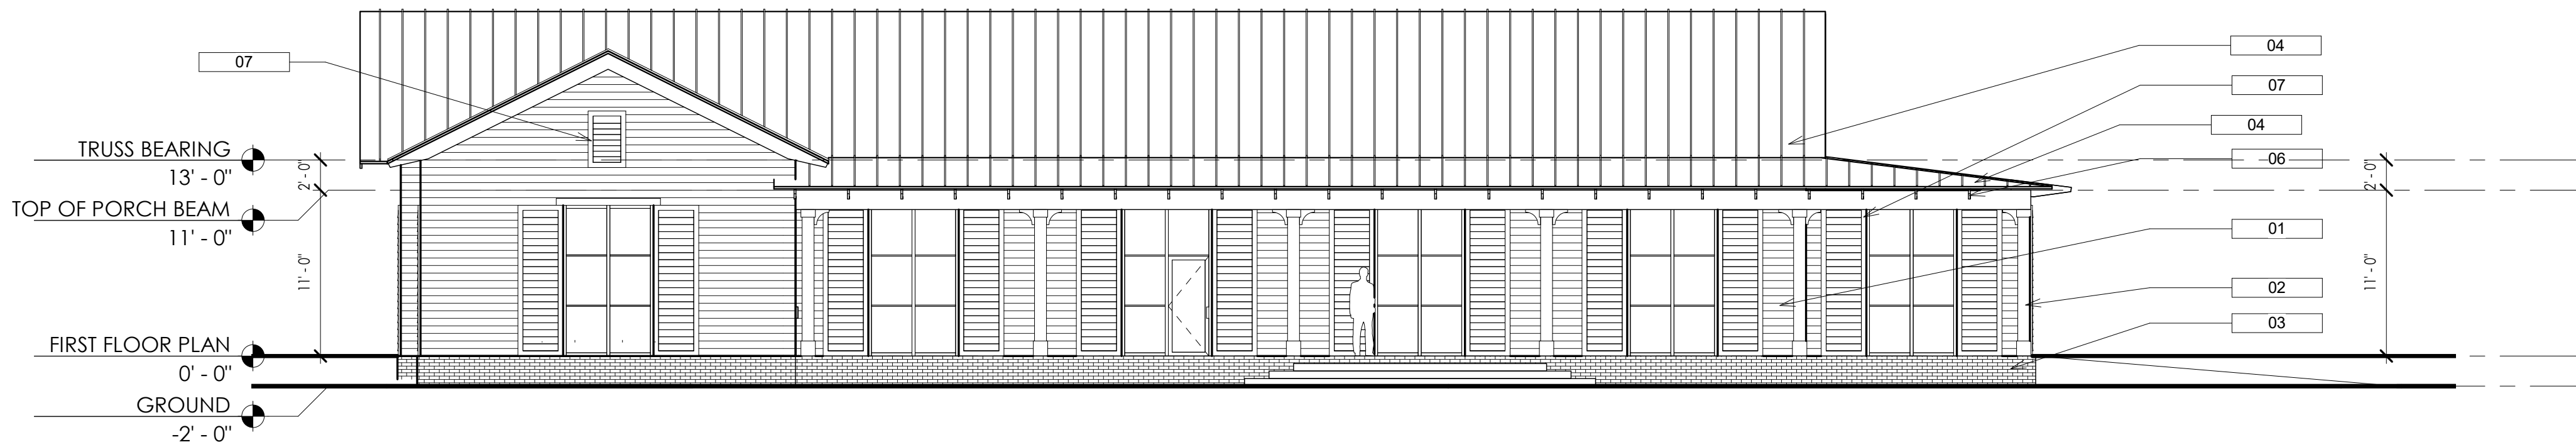 07
TRUSS BEARING
13' - 0"
TOP OF PORCH BEAM
11' - 0"
FIRST FLOOR PLAN
0' - 0"
GROUND
-2' - 0"
2' - 0"
11' - 0"
04
07
04
06
01
02
03
2' - 0"
11' - 0"